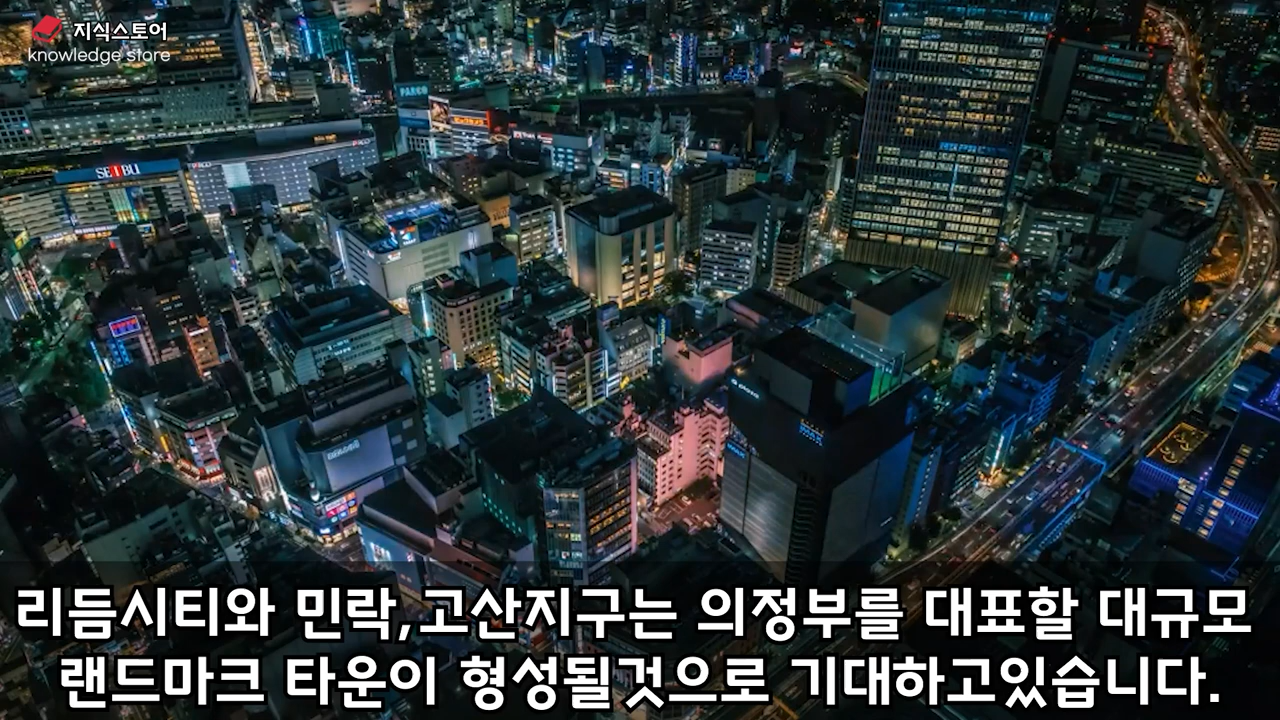 지식스토어
knowledge store
PARCO
SEIBU
IMAX
IMAX
리듬시티와 민락,고산지구는 의정부를 대표할 대규모
랜드마크 타운이 형성될것으로 기대하고있습니다.